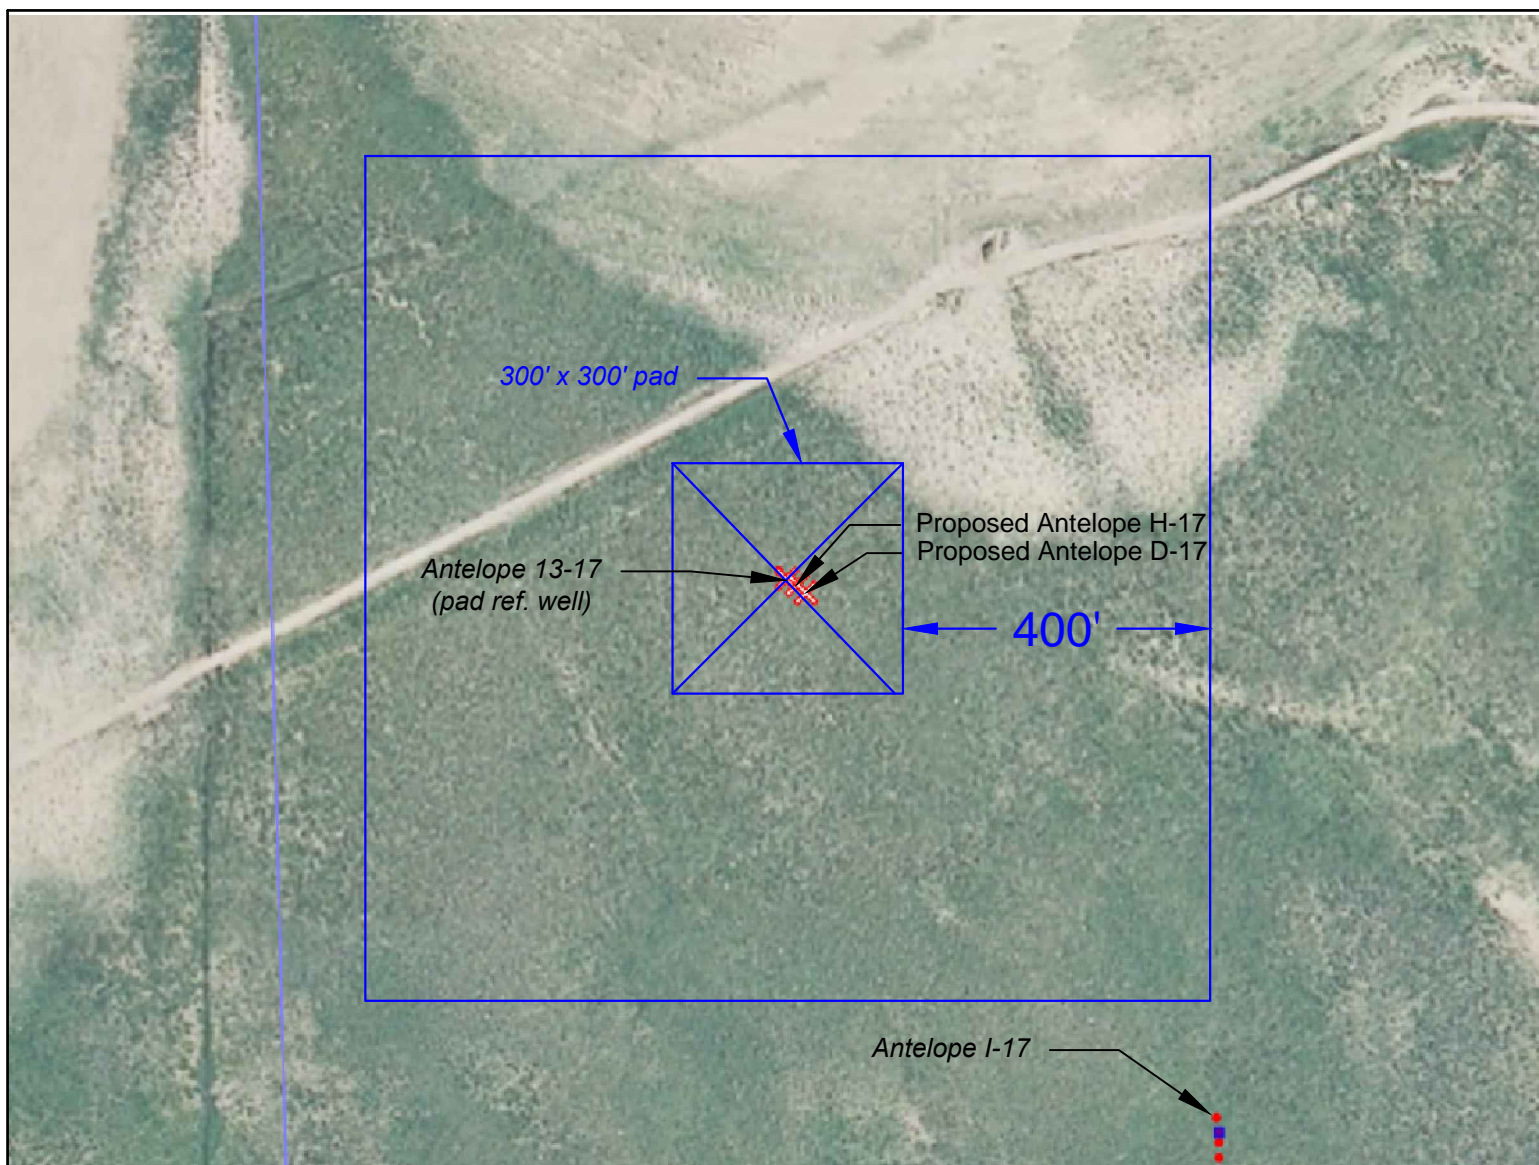 300' x 300' pad
Proposed Antelope H-17
Proposed Antelope D-17
Antelope 13-17
(pad ref. well)
400'
Antelope I-17